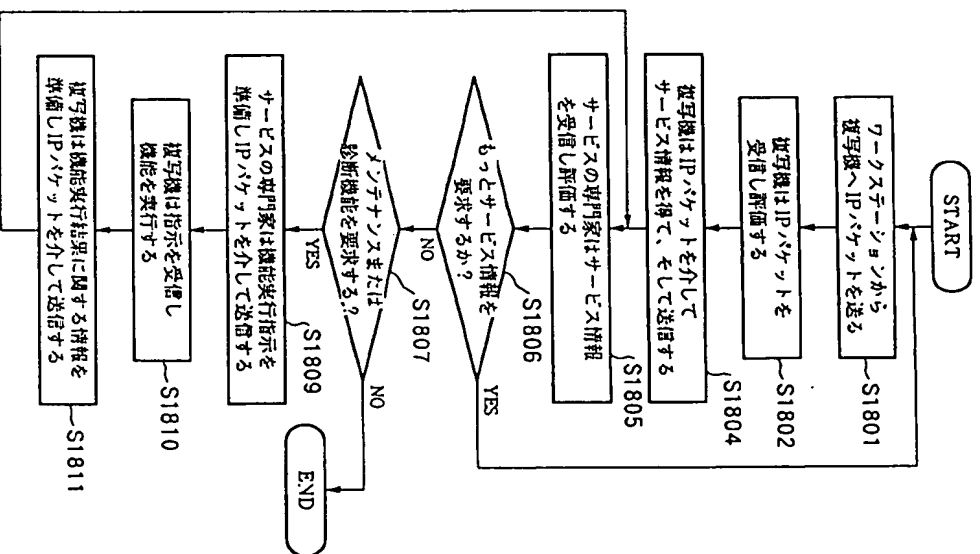 START
ワークステーションから
複写機へIPパケットを送る
S1801
複写機はIPパケットを
受信し評価する
S1802
複写機はIPパケットを介して
サービス情報を得て、そして送信する
S1804
サービスの専門家はサービス情報
を受信し評価する
S1805
もっとサービス情報を
要求するか？
S1806
YES
NO
メンテナンスまたは
診断機能を要求する？
S1807
NO
YES
END
サービスの専門家は機能実行指示を
準備しIPパケットを介して送信する
S1809
複写機は指示を受信し
機能を実行する
S1810
複写機は機能実行結果に関する情報を
準備しIPパケットを介して送信する
S1811